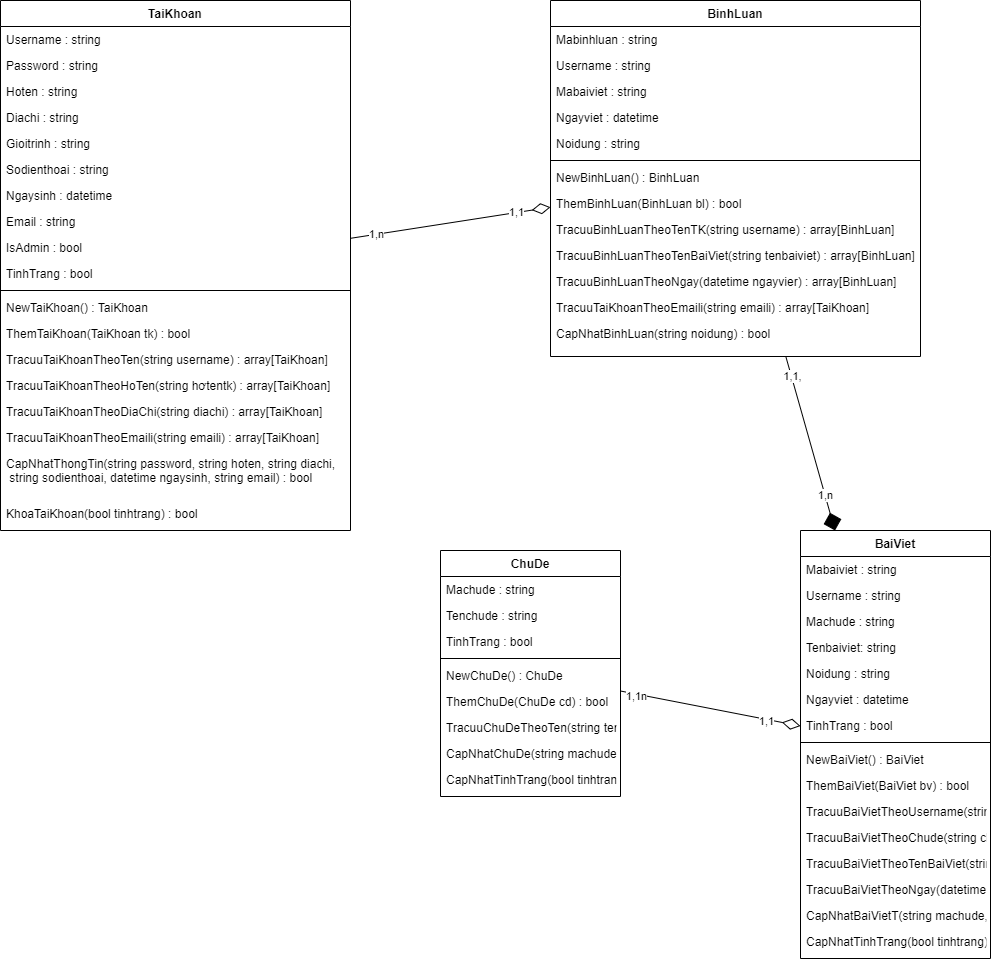 TaiKhoan
Username : string
Password : string
Hoten : string
Diachi : string
Gioitrinh : string
Sodienthoai : string
Ngaysinh : datetime
Email : string
IsAdmin : bool
TinhTrang : bool
NewTaiKhoan() : TaiKhoan
ThemTaiKhoan(TaiKhoan tk) : bool
TracuuTaiKhoanTheoTen(string username) : array[TaiKhoan]
TracuuTaiKhoanTheoHoTen(string hơtentk) : array[TaiKhoan]
TracuuTaiKhoanTheoDiaChi(string diachi) : array[TaiKhoan]
TracuuTaiKhoanTheoEmaili(string emaili) : array[TaiKhoan]
CapNhatThongTin(string password, string hoten, string diachi,
string sodienthoai, datetime ngaysinh, string email) : bool
KhoaTaiKhoan(bool tinhtrang) : bool
1,n
1,1
BinhLuan
Mabinhluan : string
Username : string
Mabaiviet : string
Ngayviet : datetime
Noidung : string
NewBinhLuan() : BinhLuan
ThemBinhLuan(BinhLuan bl) : bool
TracuuBinhLuanTheoTenTK(string username) : array[BinhLuan]
TracuuBinhLuanTheoTenBaiViet(string tenbaiviet) : array[BinhLuan]
TracuuBinhLuanTheoNgay(datetime ngayvier) : array[BinhLuan]
TracuuTaiKhoanTheoEmaili(string emaili) : array[TaiKhoan]
CapNhatBinhLuan(string noidung) : bool
1,1,
1,n
ChuDe
Machude : string
Tenchude : string
TinhTrang : bool
NewChuDe() : ChuDe
ThemChuDe(ChuDe cd) : bool
TracuuChuDeTheoTen(string ter
CapNhatChuDe(string machude
CapNhatTinhTrang(bool tinhtran
1,1n
1,1
BaiViet
Mabaiviet : string
Username : string
Machude : string
Tenbaiviet: string
Noidung : string
Ngayviet : datetime
TinhTrang : bool
NewBaiViet() : BaiViet
ThemBaiViet(BaiViet bv) : bool
TracuuBaiVietTheoUsername(strin
TracuuBaiVietTheoChude(string c
TracuuBaiVietTheoTenBaiViet(stri
TracuuBaiVietTheoNgay(datetime
CapNhatBaiVietT(string machude,
CapNhatTinhTrang(bool tinhtrang)